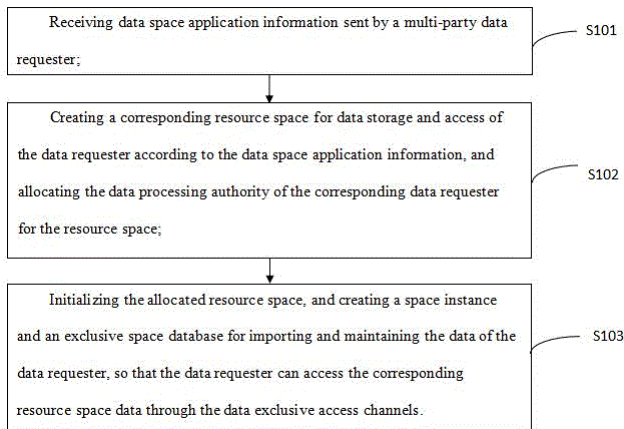 Receiving data space application information sent by a multi-party data
requester;
S101
Creating a corresponding resource space for data storage and access of
the data requester according to the data space application information, and
allocating the data processing authority of the corresponding data requester
for the resource space;
S102
Initializing the allocated resource space, and creating a space instance
and an exclusive space database for importing and maintaining the data of the
data requester, so that the data requester can access the corresponding
resource space data through the data exclusive access channels.
S103